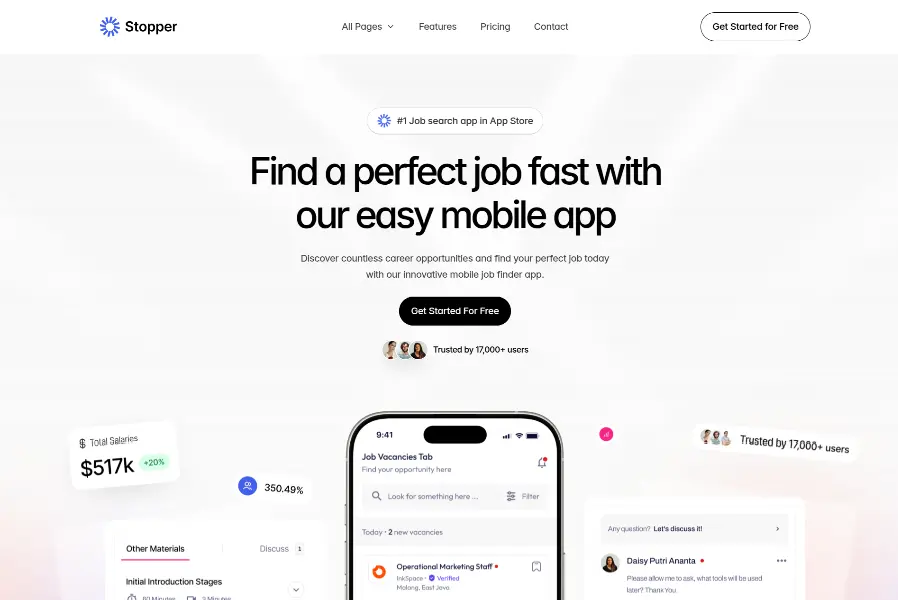 Stopper
All Pages
Features
Pricing
Contact
Get Started for Free
#1 Job search app in App Store
Find a perfect job fast with
our easy mobile app
Discover countless career opportunities and find your perfect job today
with our innovative mobile job finder app.
Get Started For Free
Trusted by 17,000+ users
$ Total Salaries
$517k +20%
350.49%
Other Materials
Discuss 1
Initial Introduction Stages
60 Minutes
3 Minutes
9:41
Job Vacancies Tab
Find your opportunity here
Look for something here ...
Filter
Today • 2 new vacancies
Operational Marketing Staff
InkSpace • Verified
Malang, East Java
Trusted by 17,000+ users
Any question? Let's discuss it!
Daisy Putri Ananta
Please allow me to ask, what tools will be used
later? Thank You